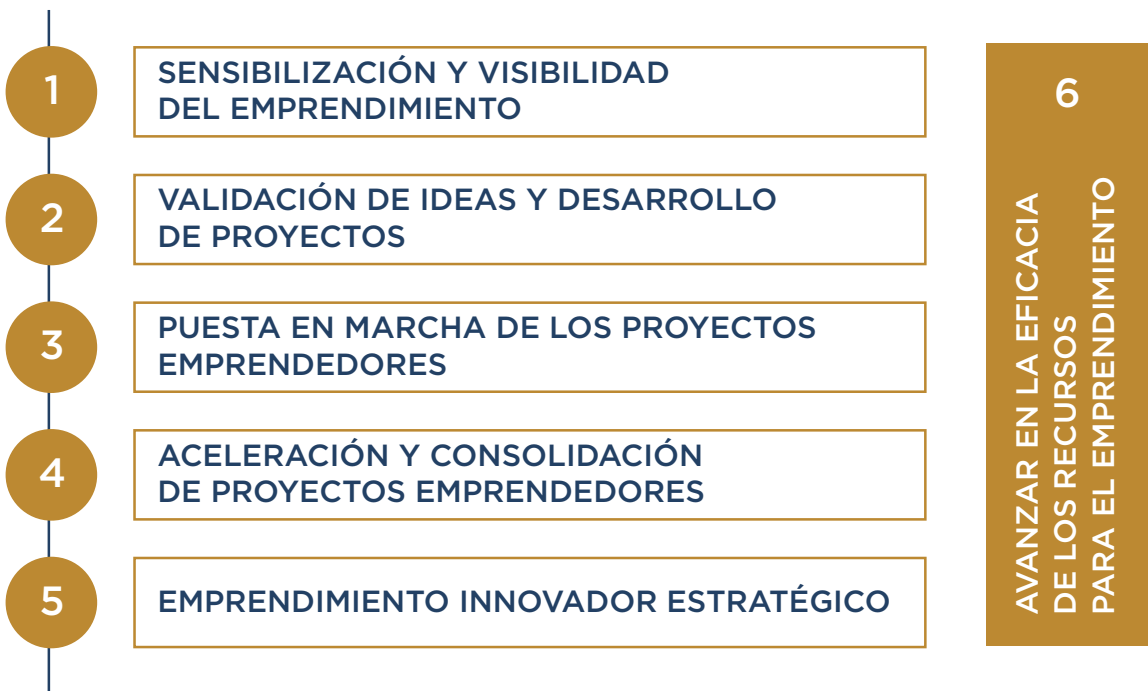 1
SENSIBILIZACIÓN Y VISIBILIDAD
DEL EMPRENDIMIENTO
2
VALIDACIÓN DE IDEAS Y DESARROLLO
DE PROYECTOS
3
PUESTA EN MARCHA DE LOS PROYECTOS
EMPRENDEDORES
4
ACELERACIÓN Y CONSOLIDACIÓN
DE PROYECTOS EMPRENDEDORES
5
EMPRENDIMIENTO INNOVADOR ESTRATÉGICO
6
AVANZAR EN LA EFICACIA
DE LOS RECURSOS
PARA EL EMPRENDIMIENTO